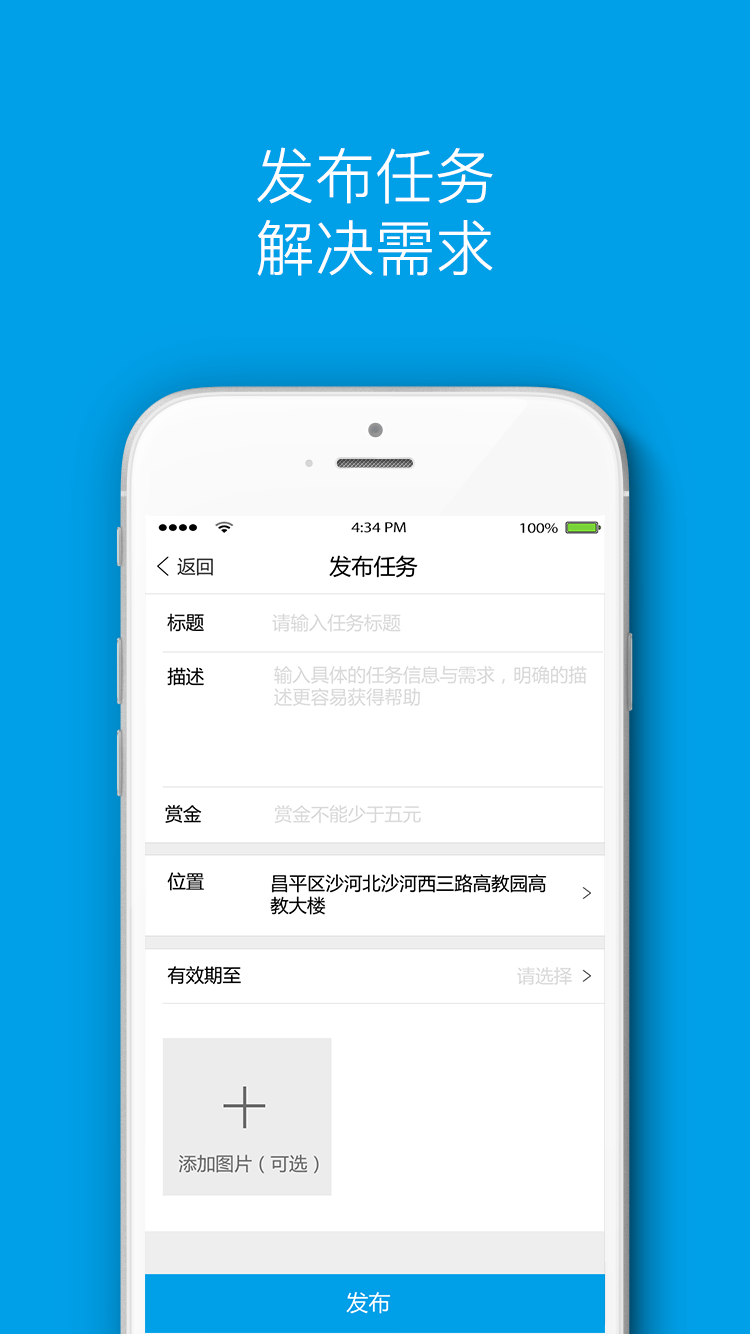 发布任务
解决需求
4:34 PM
100%
返回
发布任务
标题
请输入任务标题
描述
输入具体的任务信息与需求，明确的描
述更容易获得帮助
赏金
赏金不能少于五元
位置
昌平区沙河北沙河西三路高教园高
教大楼
有效期至
请选择
添加图片（可选）
发布